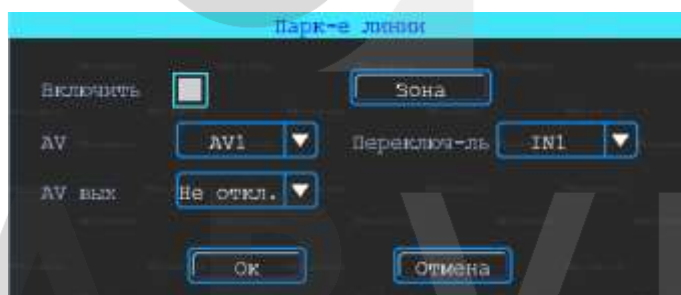 Парк-е линии
Включить Зона
AV AV1 Переключ-ль IN1
AV вых Не откл.
Ок Отмена